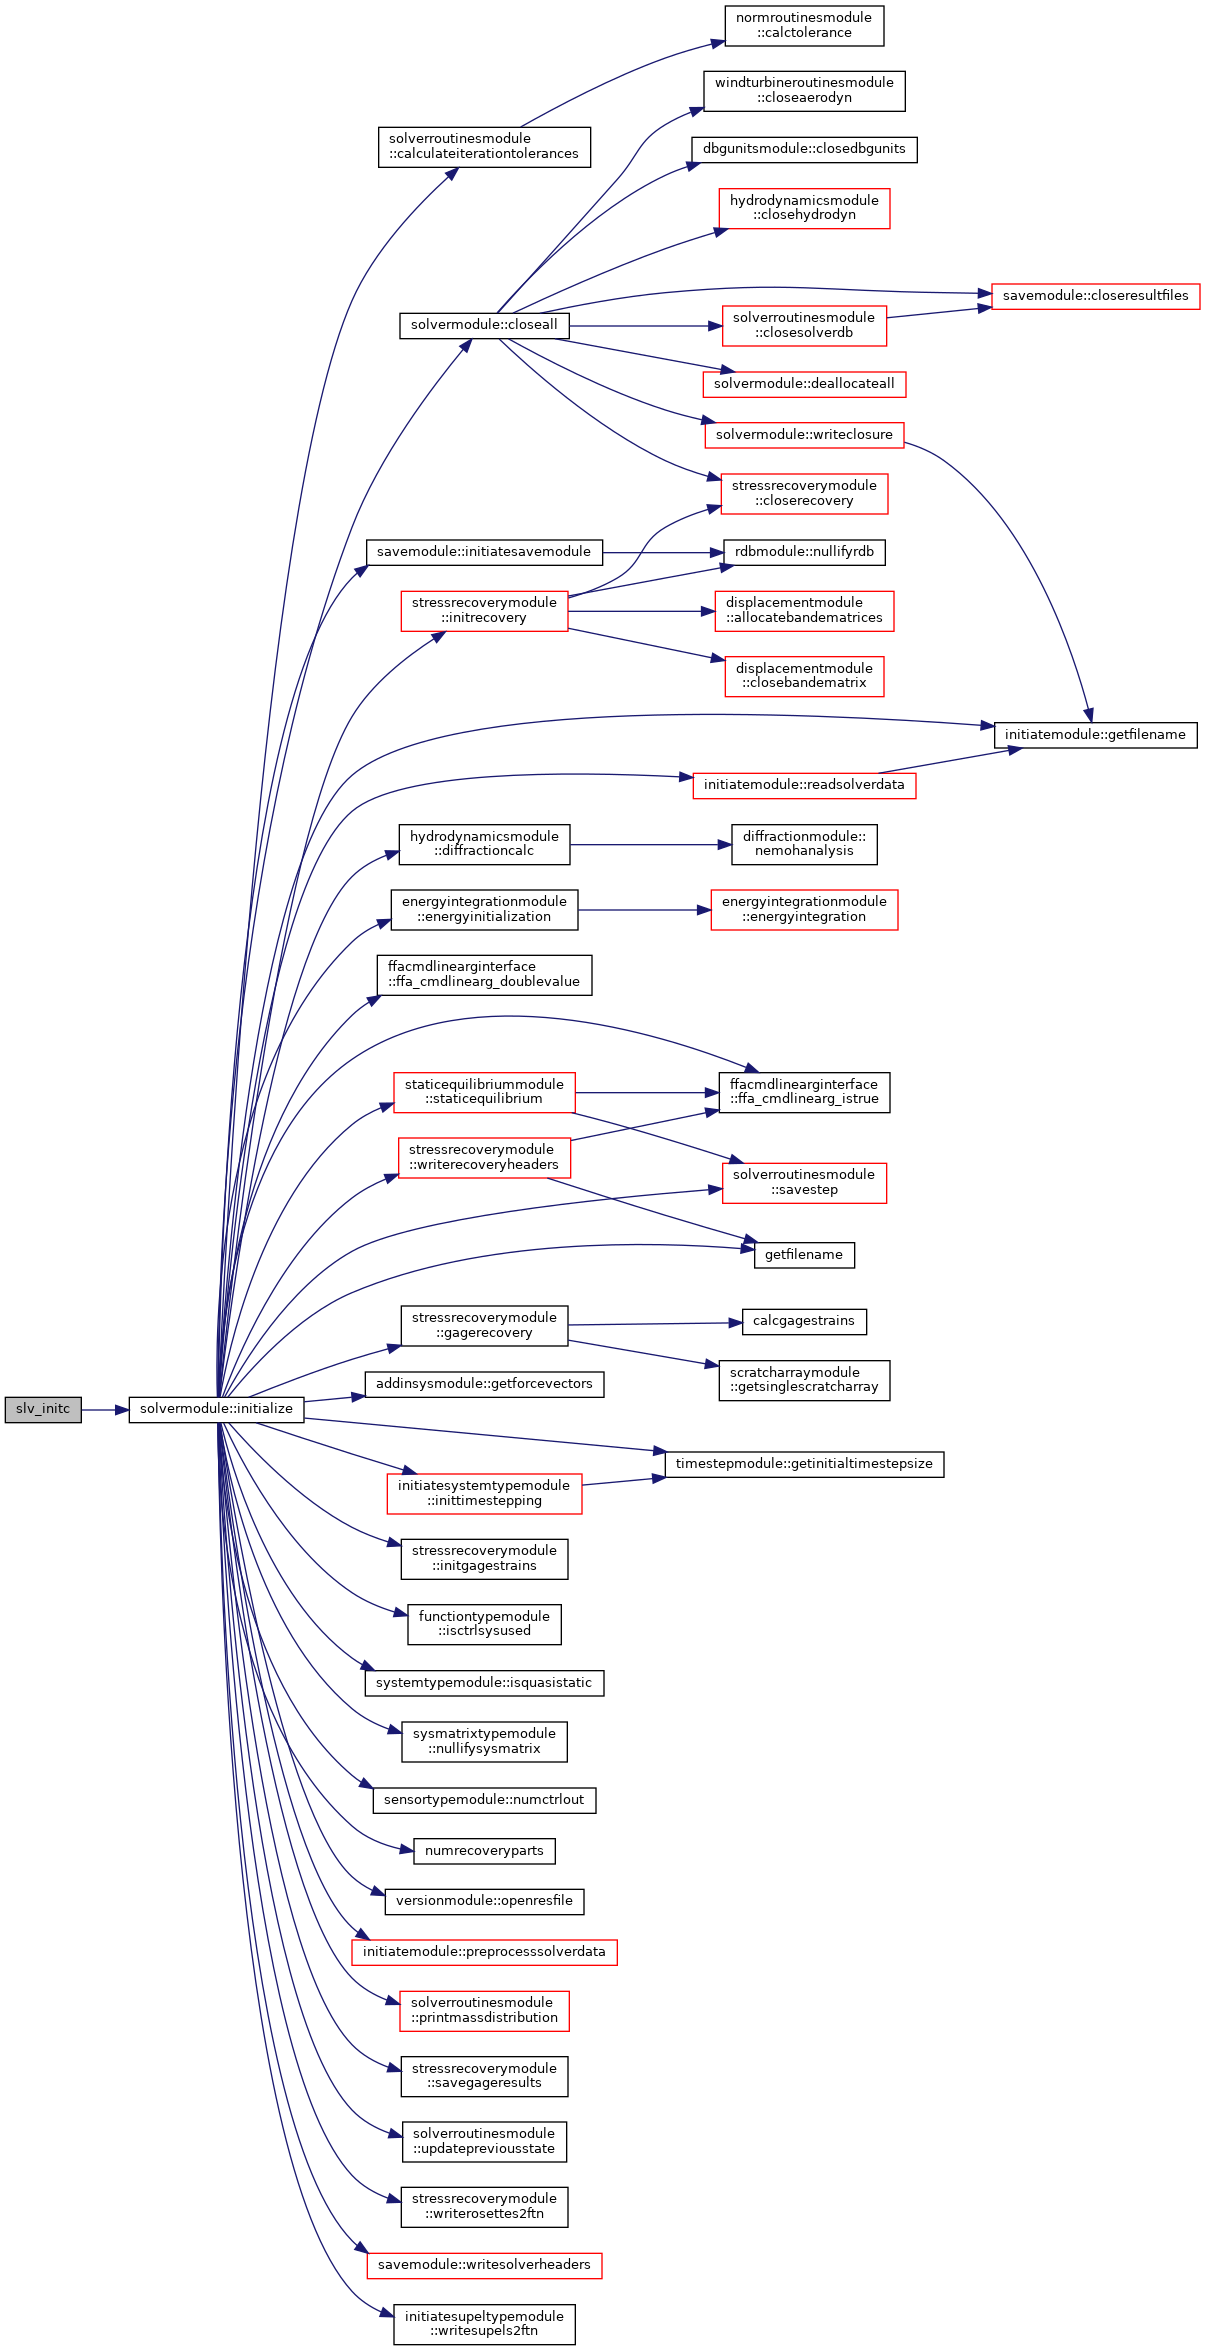 normroutinesmodule
::calctolerance
windturbineroutinesmodule
::closeaerodyn
solverroutinesmodule
::calculateiterationtolerances
dbgunitsmodule::closedbgunits
hydrodynamicsmodule
::closehydrodyn
savemodule::closeresultfiles
solvermodule::closeall
solverroutinesmodule
::closesolverdb
solvermodule::deallocateall
solvermodule::writeclosure
stressrecoverymodule
::closerecovery
savemodule::initiatesavemodule
rdbmodule::nullifyrdb
stressrecoverymodule
::initrecovery
displacementmodule
::allocatebandematrices
displacementmodule
::closebandematrix
initiatemodule::getfilename
initiatemodule::readsolverdata
hydrodynamicsmodule
::diffractioncalc
diffractionmodule::
nemohanalysis
energyintegrationmodule
::energyinitialization
energyintegrationmodule
::energyintegration
ffacmdlinearginterface
::ffa_cmdlinearg_doublevalue
staticequilibriummodule
::staticequilibrium
ffacmdlinearginterface
::ffa_cmdlinearg_istrue
stressrecoverymodule
::writerecoveryheaders
solverroutinesmodule
::savestep
getfilename
stressrecoverymodule
::gagerecovery
calcgagestrains
scratcharraymodule
::getsinglescratcharray
addinsysmodule::getforcevectors
slv_initc
solvermodule::initialize
timestepmodule::getinitialtimestepsize
initiatesystemtypemodule
::inittimestepping
stressrecoverymodule
::initgagestrains
functiontypemodule
::isctrlsysused
systemtypemodule::isquasistatic
sysmatrixtypemodule
::nullifysysmatrix
sensortypemodule::numctrlout
numrecoveryparts
versionmodule::openresfile
initiatemodule::preprocesssolverdata
solverroutinesmodule
::printmassdistribution
stressrecoverymodule
::savegageresults
solverroutinesmodule
::updatepreviousstate
stressrecoverymodule
::writerosettes2ftn
savemodule::writesolverheaders
initiatesupeltypemodule
::writesupels2ftn